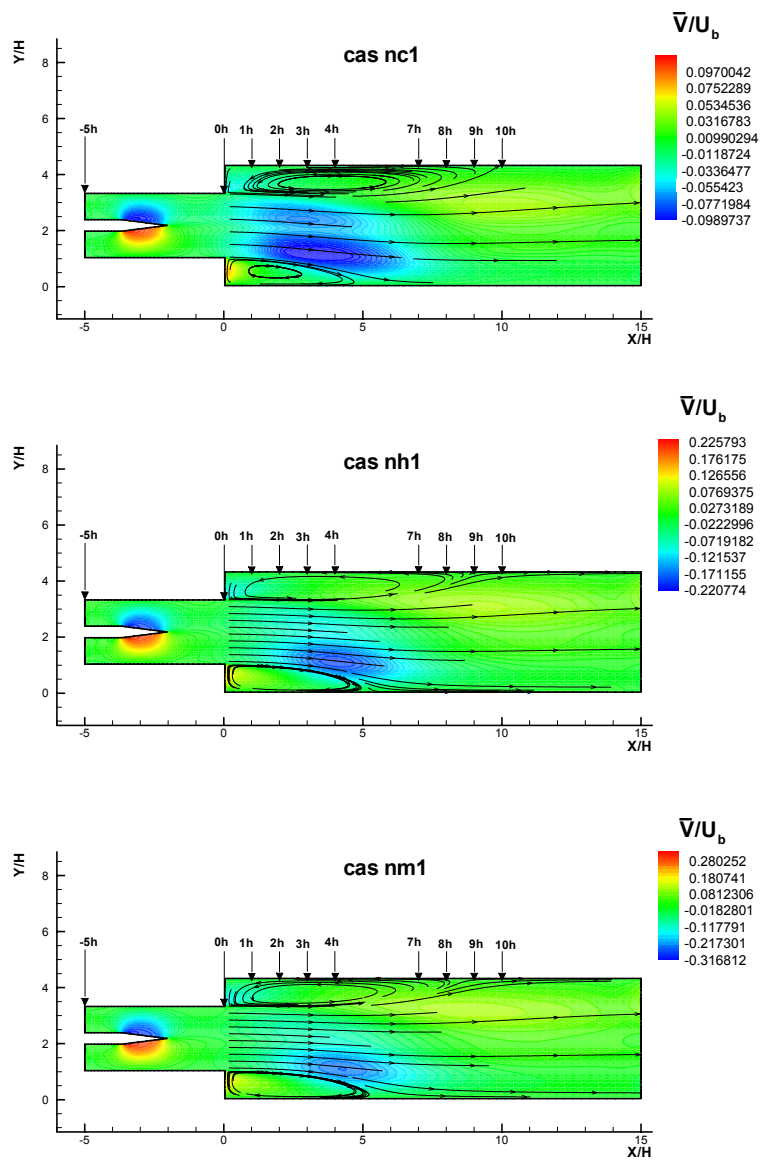 V̅/U_b
cas nc1
Y/H
8
6
4
2
0
-5h
0h 1h 2h 3h 4h 7h 8h 9h 10h
0.0970042
0.0752289
0.0534536
0.0316783
0.00990294
-0.0118724
-0.0336477
-0.055423
-0.0771984
-0.0989737
-5 0 5 10 15
X/H
V̅/U_b
cas nh1
Y/H
8
6
4
2
0
-5h
0h 1h 2h 3h 4h 7h 8h 9h 10h
0.225793
0.176175
0.126556
0.0769375
0.0273189
-0.0222996
-0.0719182
-0.121537
-0.171155
-0.220774
-5 0 5 10 15
X/H
V̅/U_b
cas nm1
Y/H
8
6
4
2
0
-5h
0h 1h 2h 3h 4h 7h 8h 9h 10h
0.280252
0.180741
0.0812306
-0.0182801
-0.117791
-0.217301
-0.316812
-5 0 5 10 15
X/H